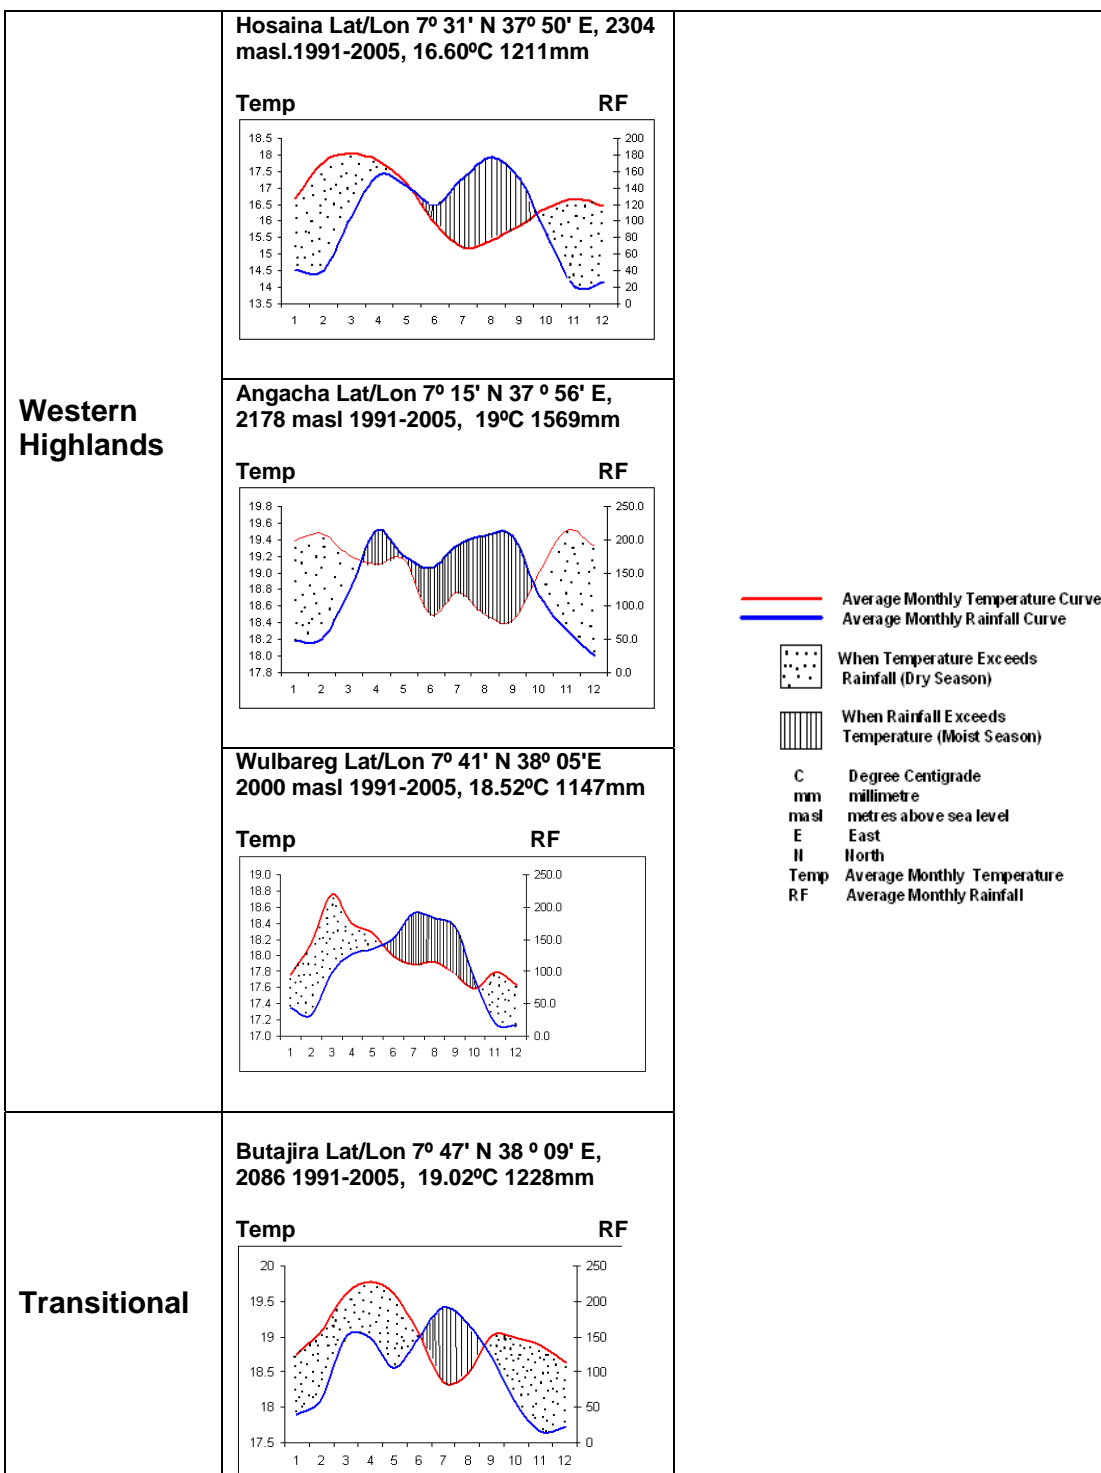 Western
Highlands
Hosaina Lat/Lon 7º 31' N 37º 50' E, 2304
masl.1991-2005, 16.60ºC 1211mm
Temp RF
18.5 200
18 180
17.5 160
17 140
16.5 120
16 100
15.5 80
15 60
14.5 40
14 20
13.5 0
1 2 3 4 5 6 7 8 9 10 11 12
Angacha Lat/Lon 7º 15' N 37 º 56' E,
2178 masl 1991-2005, 19ºC 1569mm
Temp RF
19.8 250.0
19.6
19.4 200.0
19.2
19.0 150.0
18.8
18.6 100.0
18.4
18.2 50.0
18.0
17.8 0.0
1 2 3 4 5 6 7 8 9 10 11 12
Wulbareg Lat/Lon 7º 41' N 38º 05'E
2000 masl 1991-2005, 18.52ºC 1147mm
Temp RF
19.0 250.0
18.8
18.6 200.0
18.4
18.2 150.0
18.0
17.8 100.0
17.6
17.4 50.0
17.2
17.0 0.0
1 2 3 4 5 6 7 8 9 10 11 12
Transitional
Butajira Lat/Lon 7º 47' N 38 º 09' E,
2086 1991-2005, 19.02ºC 1228mm
Temp RF
20 250
19.5 200
19 150
18.5 100
18 50
17.5 0
1 2 3 4 5 6 7 8 9 10 11 12
Average Monthly Temperature Curve
Average Monthly Rainfall Curve
When Temperature Exceeds
Rainfall (Dry Season)
When Rainfall Exceeds
Temperature (Moist Season)
C Degree Centigrade
mm millimetre
masl metres above sea level
E East
N North
Temp Average Monthly Temperature
RF Average Monthly Rainfall